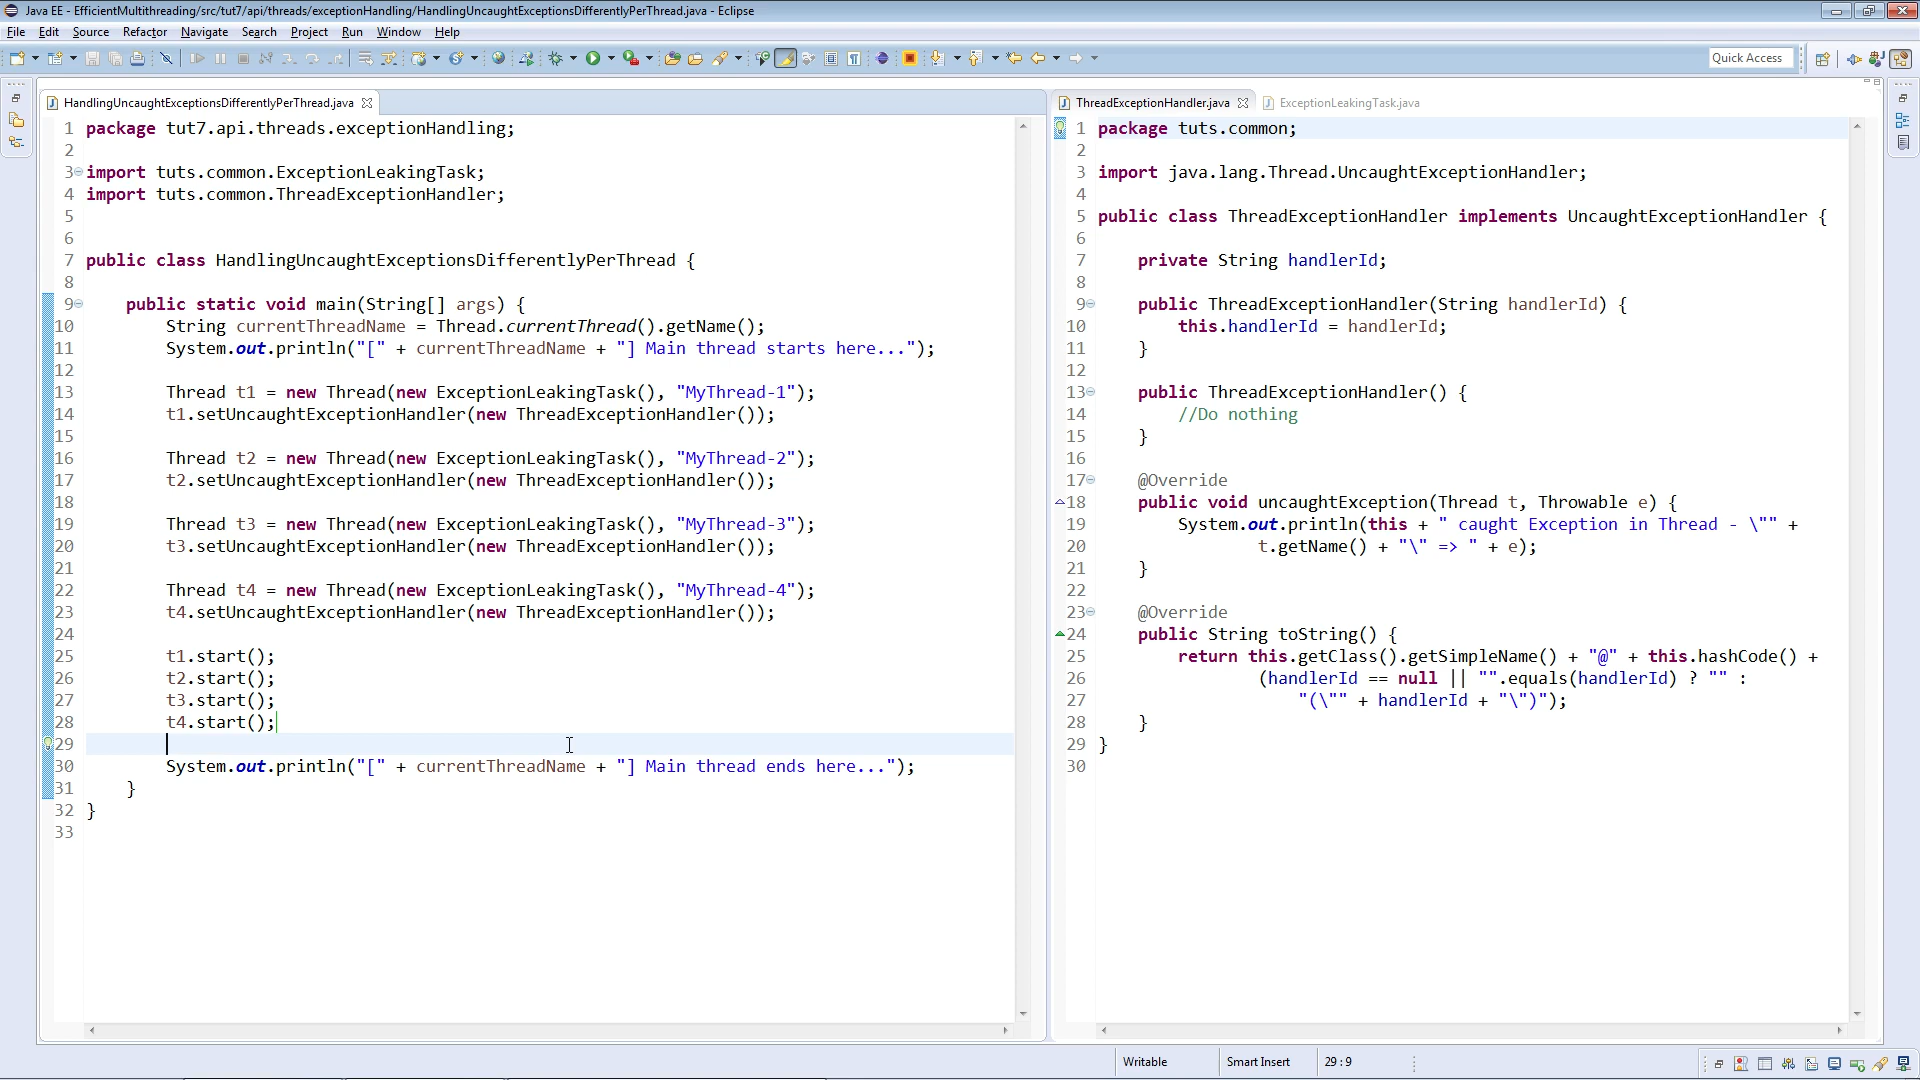 Java EE - EfficientMultithreading/src/tut7/api/threads/exceptionHandling/HandlingUncaughtExceptionsDifferentlyPerThread.java - Eclipse
File Edit Source Refactor Navigate Search Project Run Window Help
Quick Access
HandlingUncaughtExceptionsDifferentlyPerThread.java
1 package tut7.api.threads.exceptionHandling;
2
3 import tuts.common.ExceptionLeakingTask;
4 import tuts.common.ThreadExceptionHandler;
5
6
7 public class HandlingUncaughtExceptionsDifferentlyPerThread {
8
9 public static void main(String[] args) {
10 String currentThreadName = Thread.currentThread().getName();
11 System.out.println("[" + currentThreadName + "] Main thread starts here...");
12
13 Thread t1 = new Thread(new ExceptionLeakingTask(), "MyThread-1");
14 t1.setUncaughtExceptionHandler(new ThreadExceptionHandler());
15
16 Thread t2 = new Thread(new ExceptionLeakingTask(), "MyThread-2");
17 t2.setUncaughtExceptionHandler(new ThreadExceptionHandler());
18
19 Thread t3 = new Thread(new ExceptionLeakingTask(), "MyThread-3");
20 t3.setUncaughtExceptionHandler(new ThreadExceptionHandler());
21
22 Thread t4 = new Thread(new ExceptionLeakingTask(), "MyThread-4");
23 t4.setUncaughtExceptionHandler(new ThreadExceptionHandler());
24
25 t1.start();
26 t2.start();
27 t3.start();
28 t4.start();
29
30 System.out.println("[" + currentThreadName + "] Main thread ends here...");
31 }
32 }
33
ThreadExceptionHandler.java ExceptionLeakingTask.java
1 package tuts.common;
2
3 import java.lang.Thread.UncaughtExceptionHandler;
4
5 public class ThreadExceptionHandler implements UncaughtExceptionHandler {
6
7 private String handlerId;
8
9 public ThreadExceptionHandler(String handlerId) {
10 this.handlerId = handlerId;
11 }
12
13 public ThreadExceptionHandler() {
14 //Do nothing
15 }
16
17 @Override
18 public void uncaughtException(Thread t, Throwable e) {
19 System.out.println(this + " caught Exception in Thread - \"" +
20 t.getName() + "\" => " + e);
21 }
22
23 @Override
24 public String toString() {
25 return this.getClass().getSimpleName() + "@" + this.hashCode() +
26 (handlerId == null || "".equals(handlerId) ? "" :
27 "(\"" + handlerId + "\")");
28 }
29 }
30
Writable Smart Insert 29 : 9